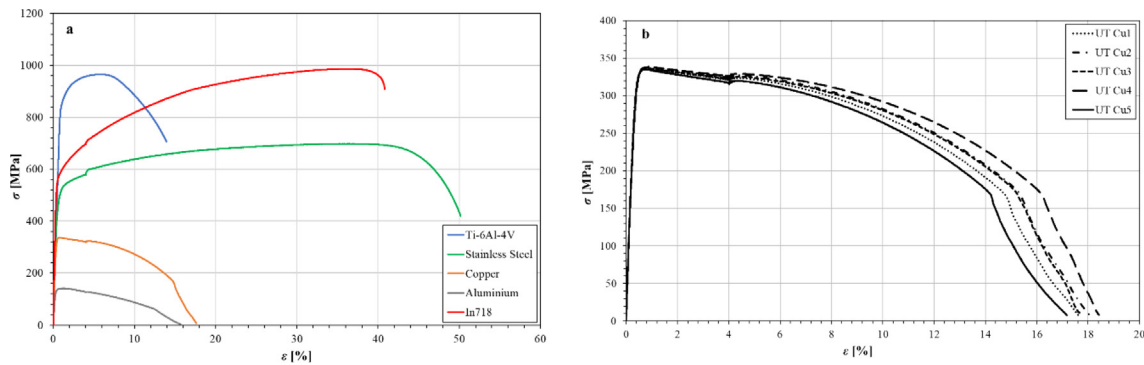 a
σ [MPa]
1200
1000
800
600
400
200
0
0 10 20 30 40 50 60
ε [%]
Ti-6Al-4V
Stainless Steel
Copper
Aluminium
In718
b
σ [MPa]
400
350
300
250
200
150
100
50
0
0 2 4 6 8 10 12 14 16 18 20
ε [%]
UT Cu1
UT Cu2
UT Cu3
UT Cu4
UT Cu5